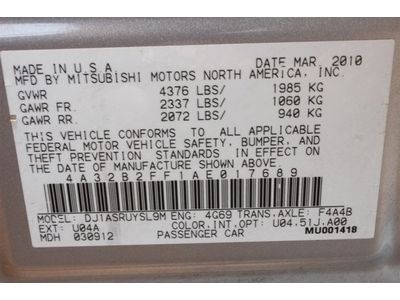 MADE IN U.S.A. DATE MAR. 2010
MFD BY MITSUBISHI MOTORS NORTH AMERICA, INC.
GVWR 4376 LBS/ 1985 KG
GAWR FR. 2337 LBS/ 1060 KG
GAWR RR. 2072 LBS/ 940 KG
THIS VEHICLE CONFORMS TO ALL APPLICABLE
FEDERAL MOTOR VEHICLE SAFETY, BUMPER, AND
THEFT PREVENTION STANDARDS IN EFFECT ON
THE DATE OF MANUFACTURE SHOWN ABOVE.
4A32B2FF1AE017689
MODEL: DJ1ASRUYSL9M ENG: 4G69 TRANS,AXLE: F4A4B
EXT: U04A COLOR,INT,OPT: U04,51J,A00
MDH 030912 PASSENGER CAR MU001418